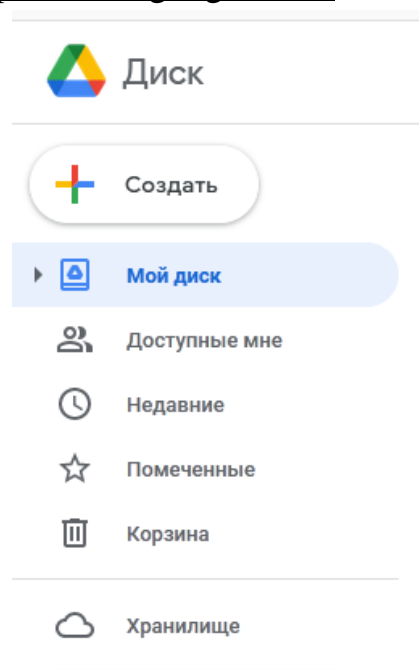 Диск
Создать
Мой диск
Доступные мне
Недавние
Помеченные
Корзина
Хранилище